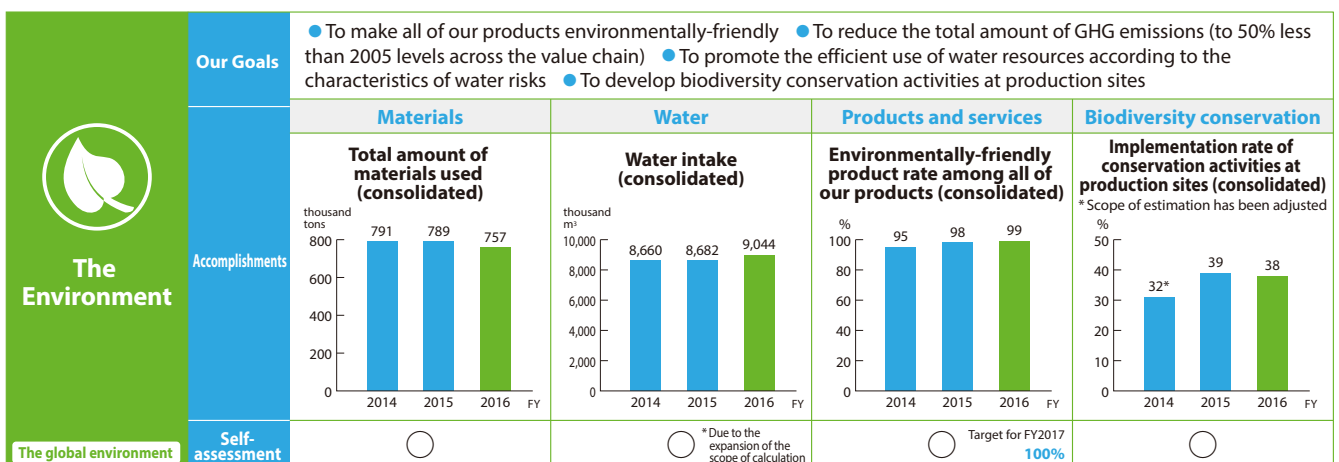 Our Goals
● To make all of our products environmentally-friendly ● To reduce the total amount of GHG emissions (to 50% less
than 2005 levels across the value chain) ● To promote the efficient use of water resources according to the
characteristics of water risks ● To develop biodiversity conservation activities at production sites
The
Environment
The global environment
Accomplishments
Materials
Total amount of
materials used
(consolidated)
thousand
tons
800
600
400
200
0
791
789
757
2014 2015 2016 FY
Water
Water intake
(consolidated)
thousand
m³
10,000
8,000
6,000
4,000
2,000
0
8,660
8,682
9,044
2014 2015 2016 FY
Products and services
Environmentally-friendly
product rate among all of
our products (consolidated)
%
100
80
60
40
20
0
95
98
99
2014 2015 2016 FY
Biodiversity conservation
Implementation rate of
conservation activities at
production sites (consolidated)
* Scope of estimation has been adjusted
%
50
40
30
20
10
0
32*
39
38
2014 2015 2016 FY
Self-
assessment
* Due to the
expansion of the
scope of calculation
Target for FY2017
100%